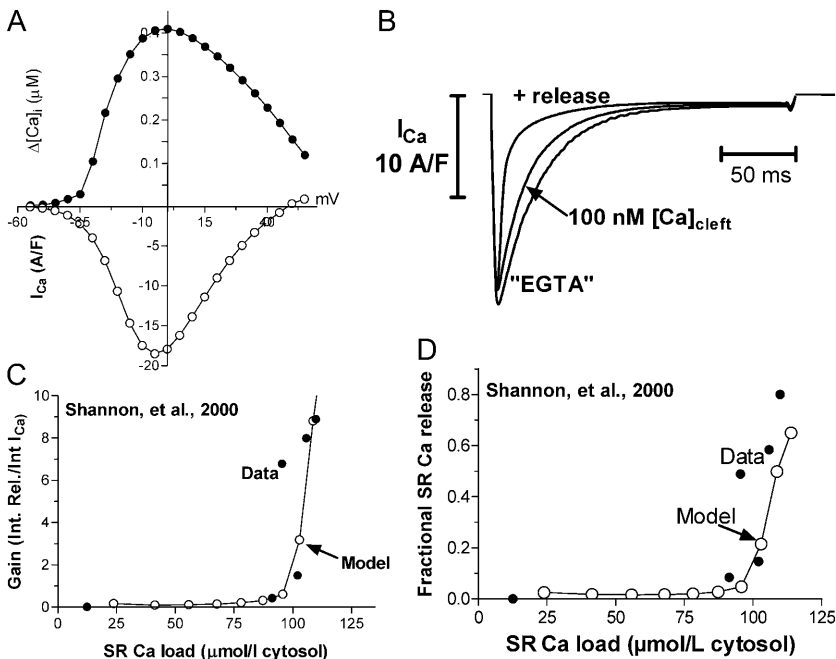 A
Δ[Ca]i (μM)
0.4
0.3
0.2
0.1
0
-60
-35
-10
15
40
mV
-5
-10
-15
-20
ICa (A/F)
B
+ release
ICa
10 A/F
50 ms
100 nM [Ca]cleft
"EGTA"
C
Shannon, et al., 2000
Gain (Int. Rel./Int ICa)
10
8
6
4
2
0
Data
Model
0
25
50
75
100
125
SR Ca load (μmol/l cytosol)
D
Shannon, et al., 2000
Fractional SR Ca release
0.8
0.6
0.4
0.2
0.0
Data
Model
0
25
50
75
100
125
SR Ca load (μmol/L cytosol)